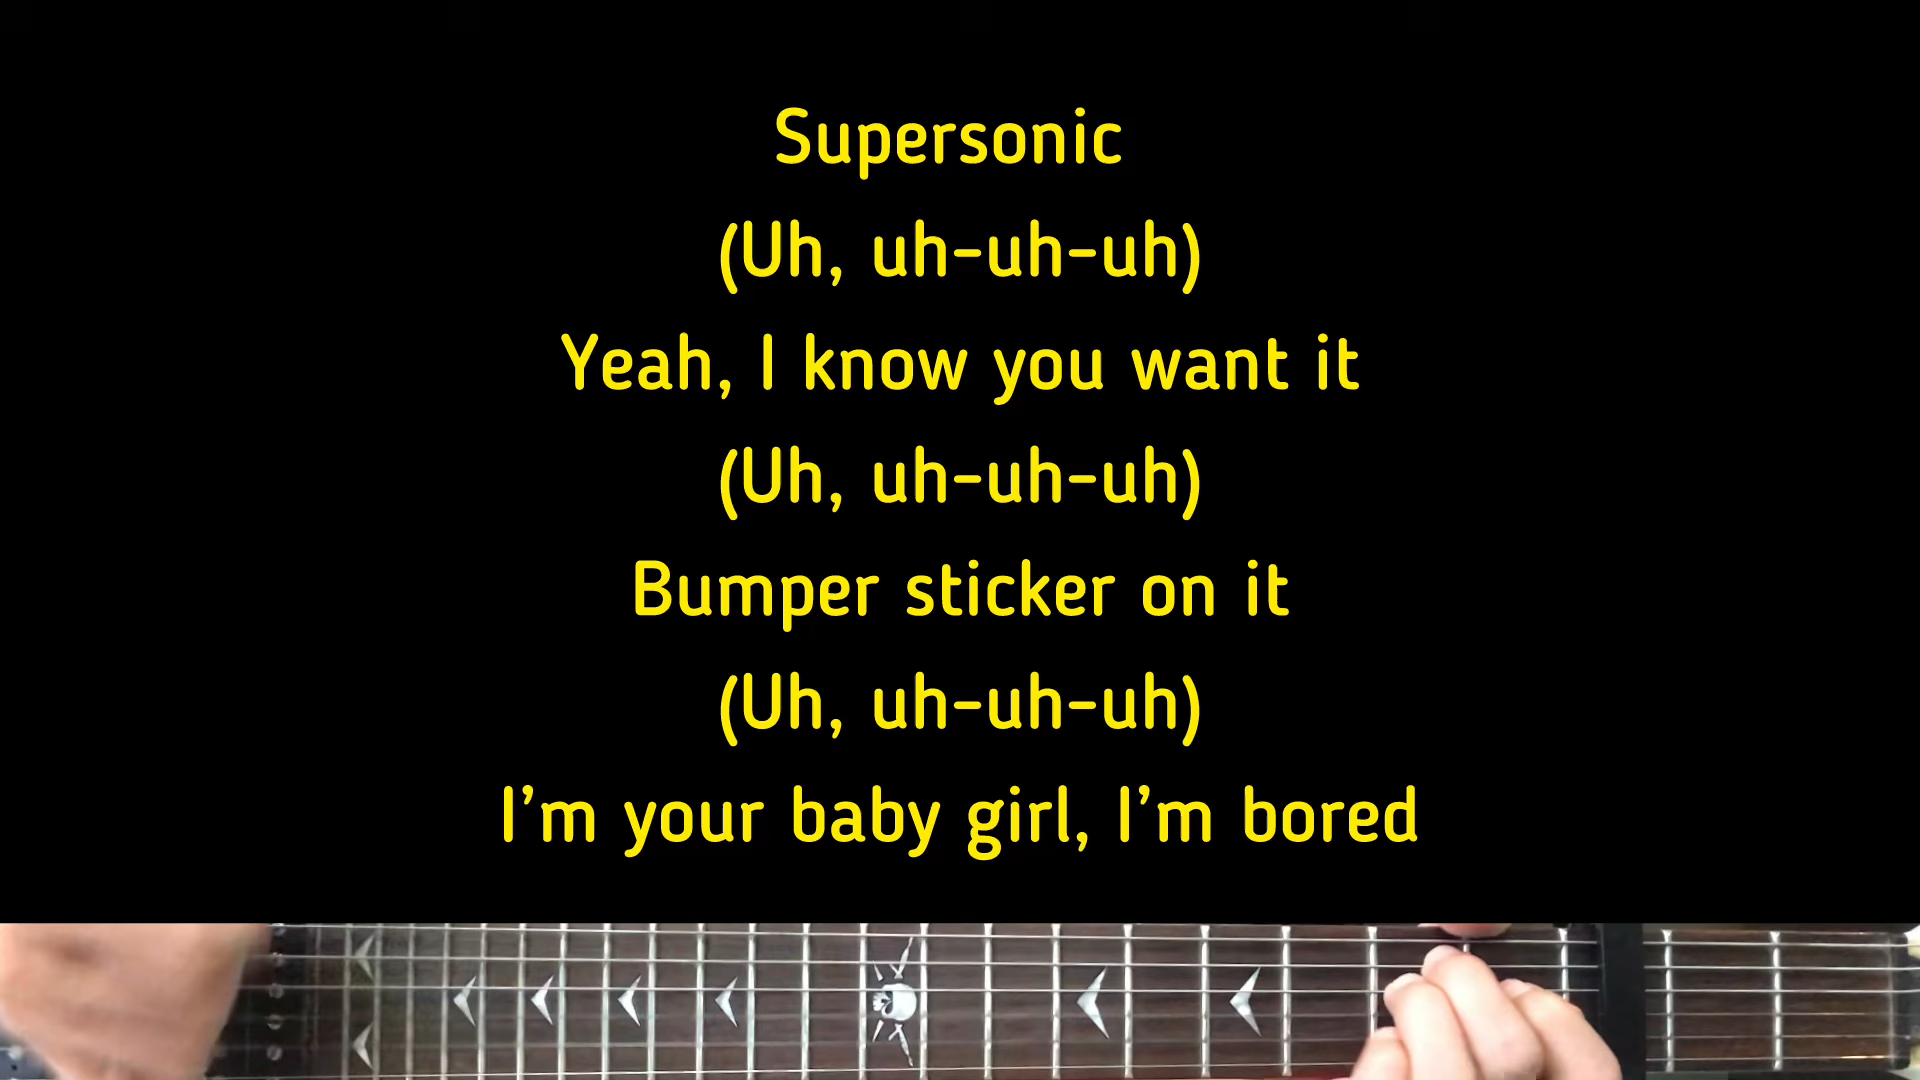 Supersonic
(Uh, uh-uh-uh)
Yeah, I know you want it
(Uh, uh-uh-uh)
Bumper sticker on it
(Uh, uh-uh-uh)
I’m your baby girl, I’m bored